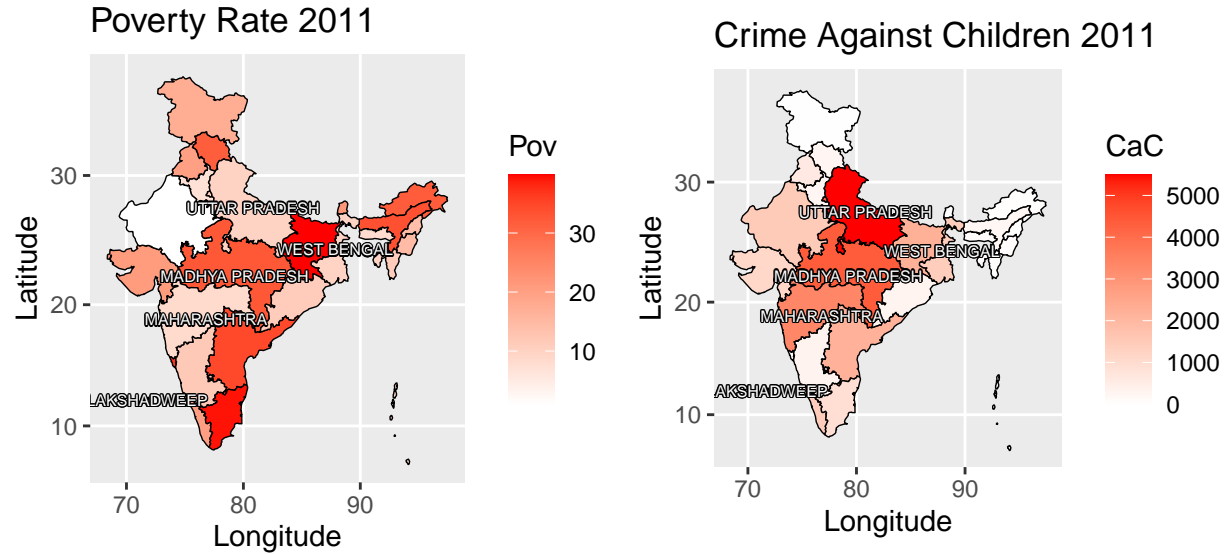 Poverty Rate 2011
Latitude
30
20
10
UTTAR PRADESH
WEST BENGAL
MADHYA PRADESH
MAHARASHTRA
LAKSHADWEEP
70 80 90
Longitude
Pov
30
20
10
Crime Against Children 2011
Latitude
30
20
10
UTTAR PRADESH
WEST BENGAL
MADHYA PRADESH
MAHARASHTRA
AKSHADWEEP
70 80 90
Longitude
CaC
5000
4000
3000
2000
1000
0